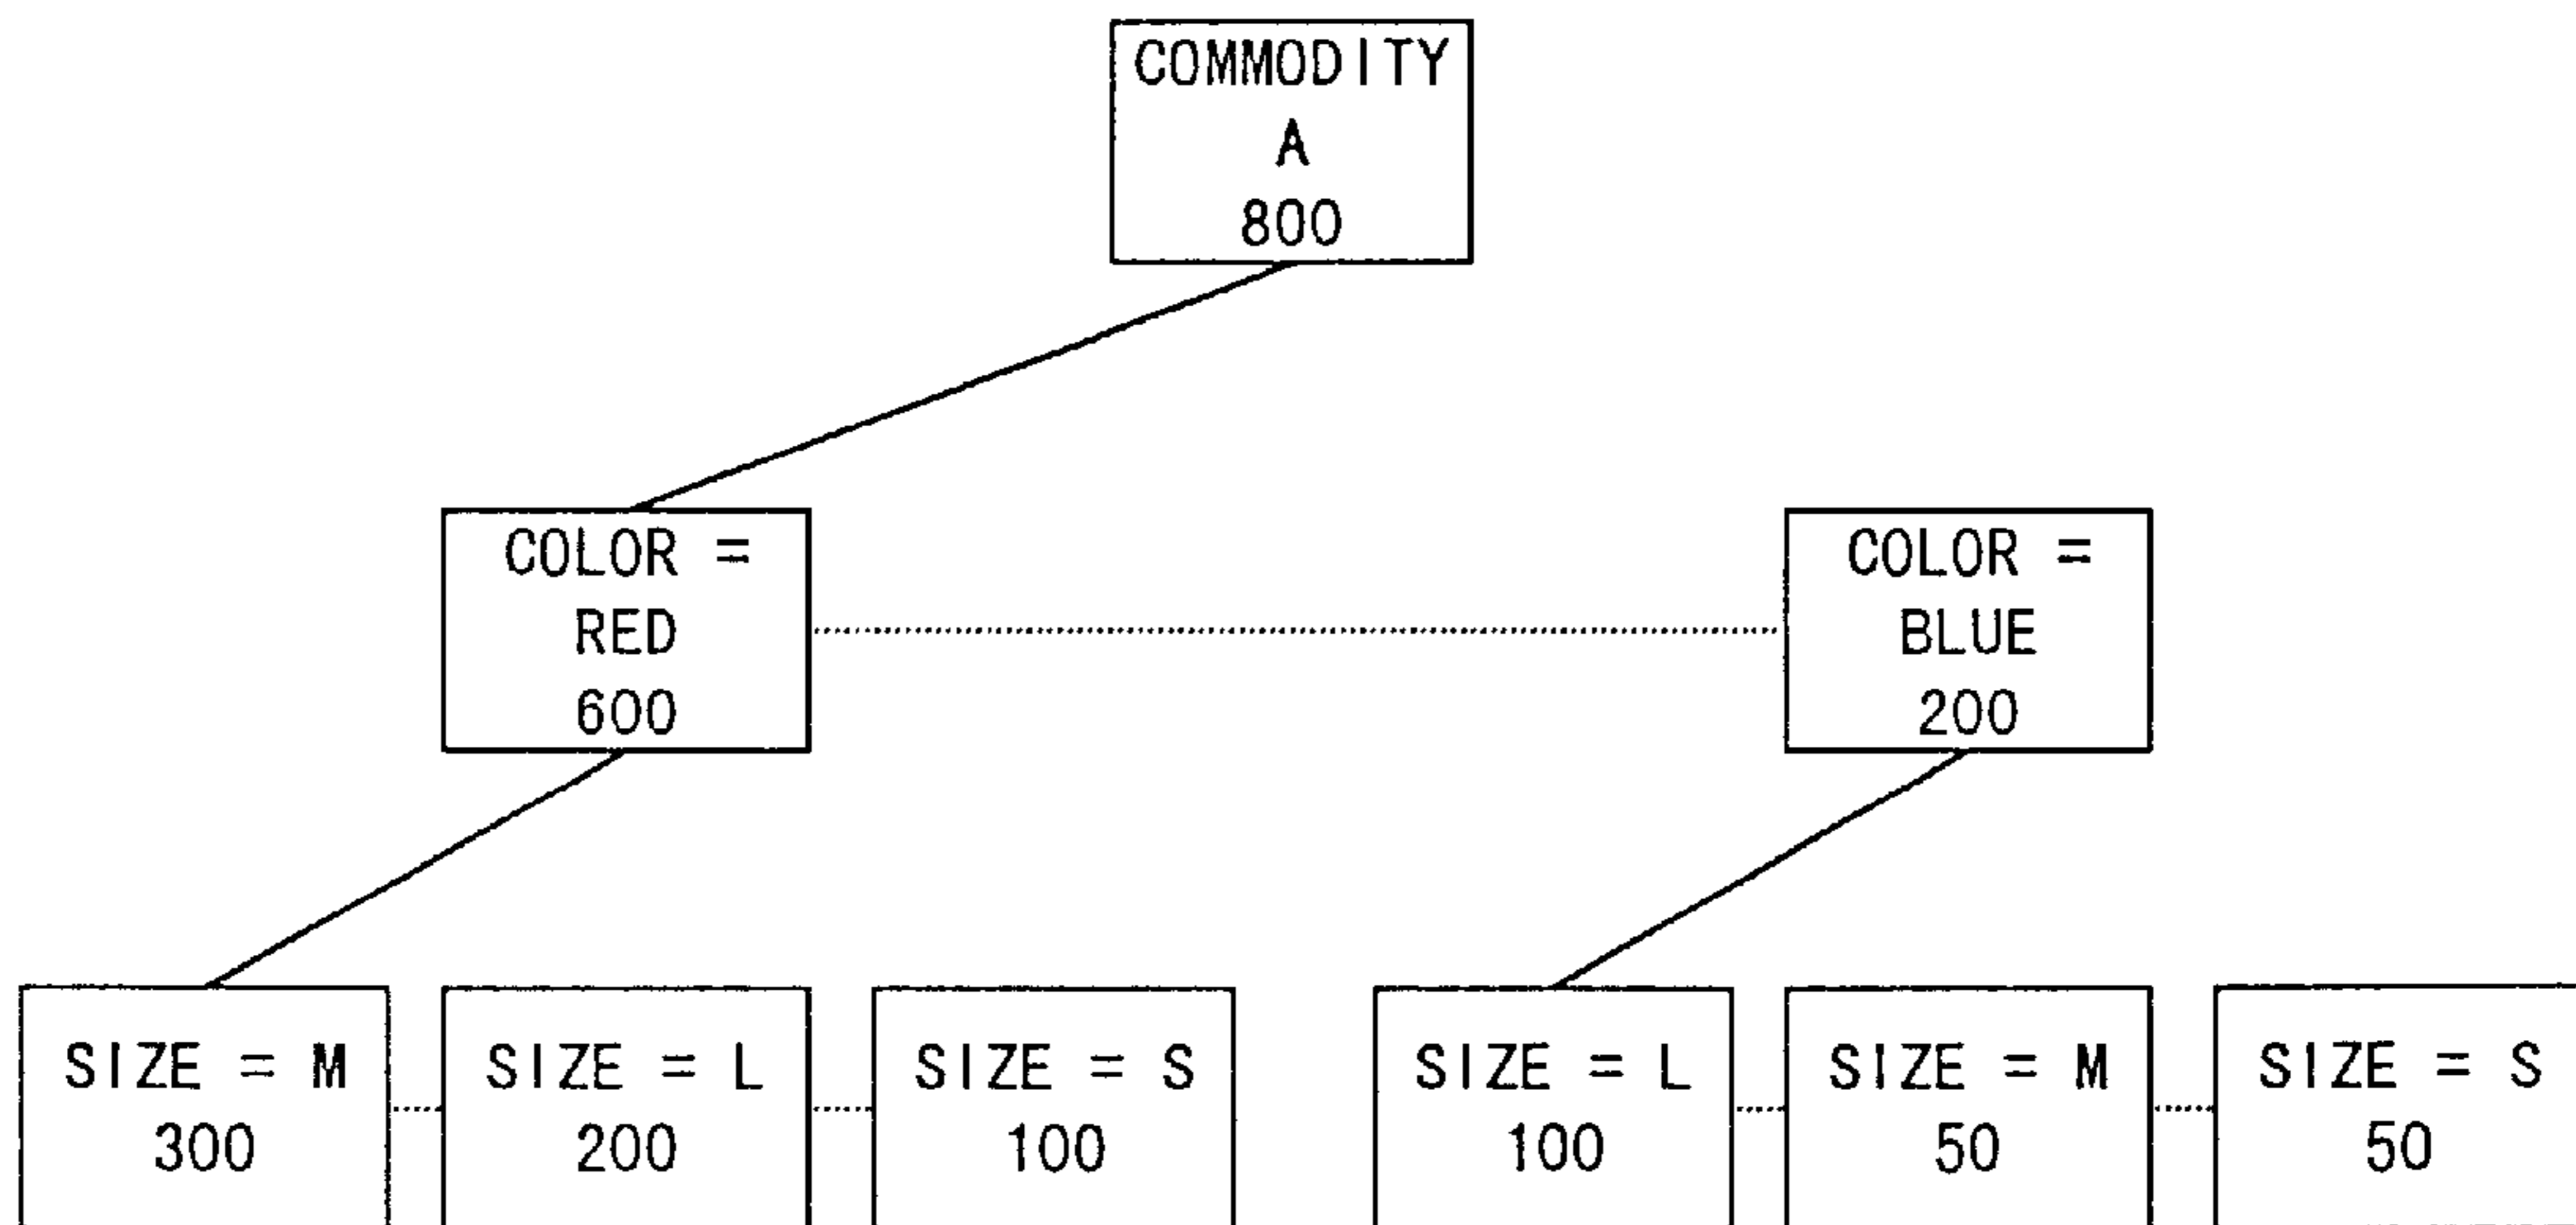 COMMODITY
A
800
COLOR =
RED
600
COLOR =
BLUE
200
SIZE = M
300
SIZE = L
200
SIZE = S
100
SIZE = L
100
SIZE = M
50
SIZE = S
50